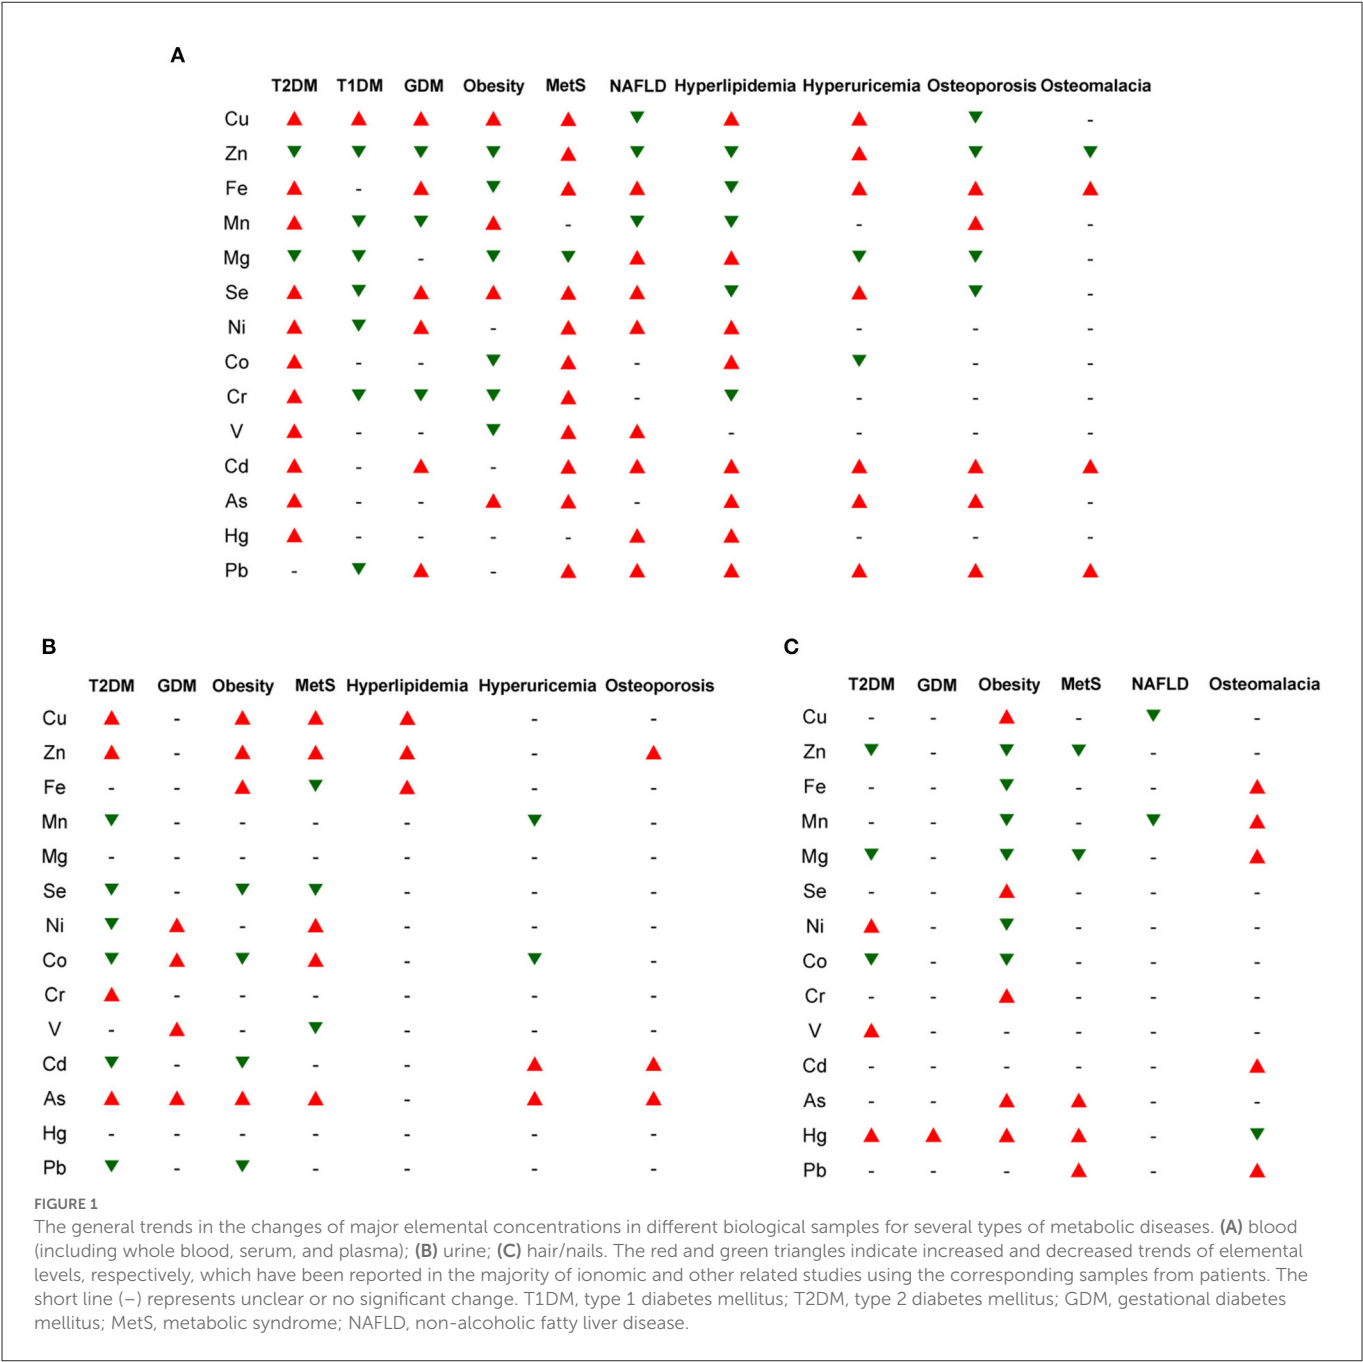 A
T2DM T1DM GDM Obesity MetS NAFLD Hyperlipidemia Hyperuricemia Osteoporosis Osteomalacia
Cu -
Zn
Fe -
Mn - - -
Mg - -
Se -
Ni - - - -
Co - - - - -
Cr - - - -
V - - - - - -
Cd - -
As - - - -
Hg - - - - - - -
Pb - -
B
T2DM GDM Obesity MetS Hyperlipidemia Hyperuricemia Osteoporosis
Cu - - -
Zn - -
Fe - - - -
Mn - - - - -
Mg - - - - - - -
Se - - - -
Ni - - - -
Co - -
Cr - - - - - -
V - - - - -
Cd - - -
As -
Hg - - - - - - -
Pb - - - - -
C
T2DM GDM Obesity MetS NAFLD Osteomalacia
Cu - - - -
Zn - - -
Fe - - - -
Mn - - -
Mg - -
Se - - - - -
Ni - - - -
Co - - - -
Cr - - - - -
V - - - - -
Cd - - - - -
As - - - -
Hg -
Pb - - - -
FIGURE 1
The general trends in the changes of major elemental concentrations in different biological samples for several types of metabolic diseases. (A) blood
(including whole blood, serum, and plasma); (B) urine; (C) hair/nails. The red and green triangles indicate increased and decreased trends of elemental
levels, respectively, which have been reported in the majority of ionomic and other related studies using the corresponding samples from patients. The
short line (–) represents unclear or no significant change. T1DM, type 1 diabetes mellitus; T2DM, type 2 diabetes mellitus; GDM, gestational diabetes
mellitus; MetS, metabolic syndrome; NAFLD, non-alcoholic fatty liver disease.